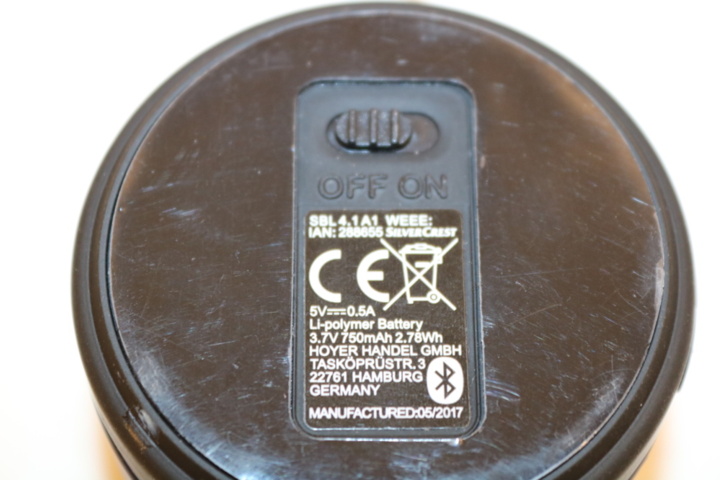 OFF ON
SBL 4.1 A1 WEEE:
IAN: 288655 SILVERCREST
CE
5V⎓0.5A
Li-polymer Battery
3.7V 750mAh 2.78Wh
HOYER HANDEL GMBH
TASKÖPRÜSTR. 3
22761 HAMBURG
GERMANY
MANUFACTURED:05/2017